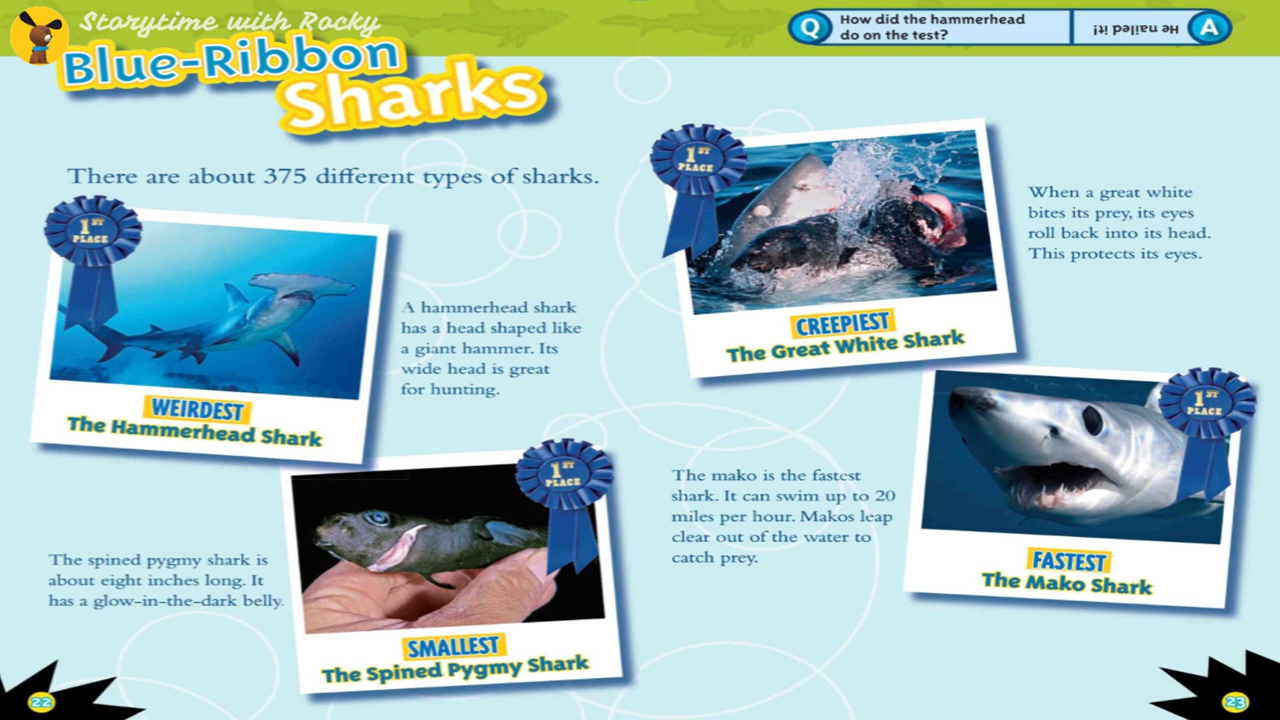 Storytime with Rocky
Blue-Ribbon
Sharks
There are about 375 different types of sharks.
1ST
PLACE
A hammerhead shark
has a head shaped like
a giant hammer. Its
wide head is great
for hunting.
WEIRDEST
The Hammerhead Shark
1ST
PLACE
The spined pygmy shark is
about eight inches long. It
has a glow-in-the-dark belly.
SMALLEST
The Spined Pygmy Shark
22
Q
How did the hammerhead
do on the test?
He nailed it!
A
1ST
PLACE
When a great white
bites its prey, its eyes
roll back into its head.
This protects its eyes.
CREEPIEST
The Great White Shark
1ST
PLACE
The mako is the fastest
shark. It can swim up to 20
miles per hour. Makos leap
clear out of the water to
catch prey.
FASTEST
The Mako Shark
23